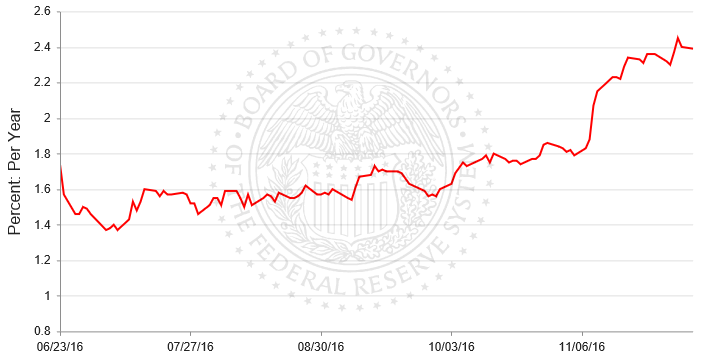 2.6
2.4
2.2
2
1.8
1.6
1.4
1.2
1
0.8
Percent: Per Year
06/23/16 07/27/16 08/30/16 10/03/16 11/06/16
BOARD OF GOVERNORS
OF THE FEDERAL RESERVE SYSTEM